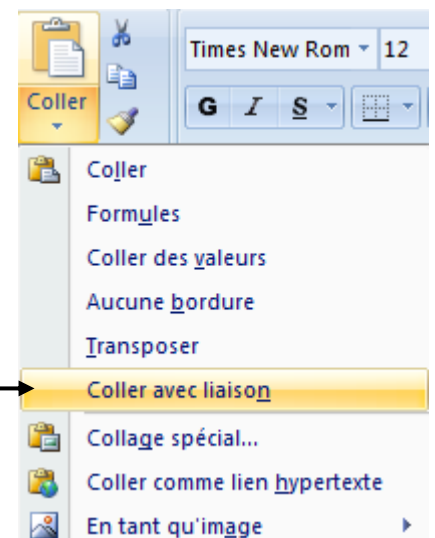 Times New Rom 12
Coller
G I S
Coller
Formules
Coller des valeurs
Aucune bordure
Transposer
Coller avec liaison
Collage spécial...
Coller comme lien hypertexte
En tant qu'image